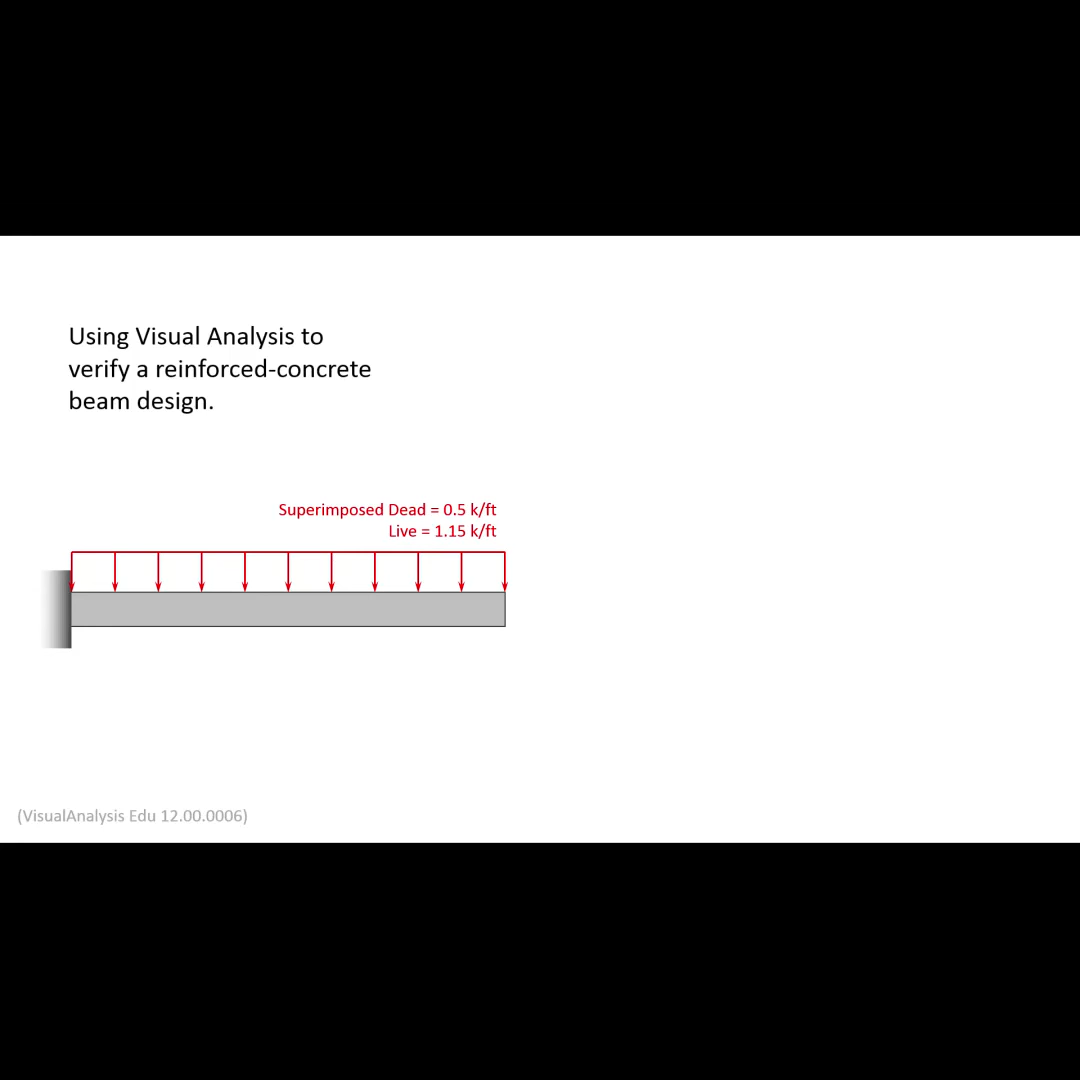 Using Visual Analysis to
verify a reinforced-concrete
beam design.
Superimposed Dead = 0.5 k/ft
Live = 1.15 k/ft
(VisualAnalysis Edu 12.00.0006)